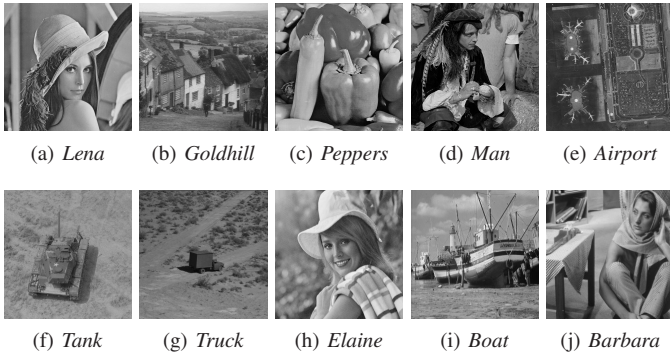 (a) Lena (b) Goldhill (c) Peppers (d) Man (e) Airport
(f) Tank (g) Truck (h) Elaine (i) Boat (j) Barbara